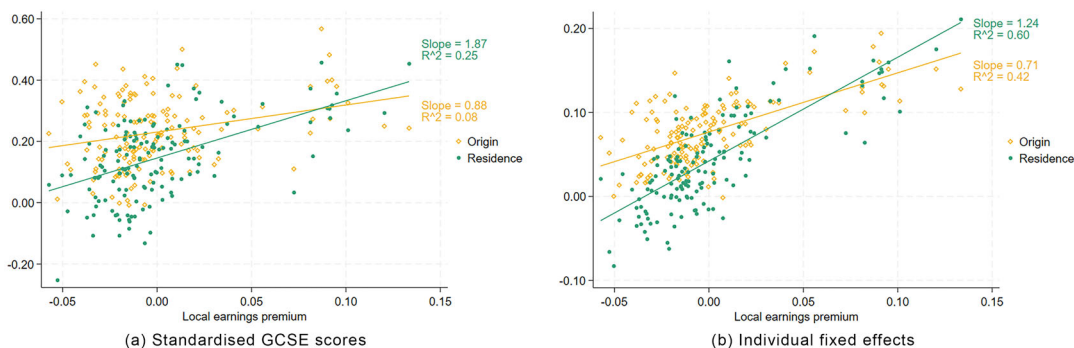 0.60
0.40
0.20
0.00
-0.20
-0.05
0.00
0.05
0.10
0.15
Local earnings premium
Slope = 1.87
R^2 = 0.25
Slope = 0.88
R^2 = 0.08
Origin
Residence
(a) Standardised GCSE scores
0.20
0.10
0.00
-0.10
-0.05
0.00
0.05
0.10
0.15
Local earnings premium
Slope = 1.24
R^2 = 0.60
Slope = 0.71
R^2 = 0.42
Origin
Residence
(b) Individual fixed effects